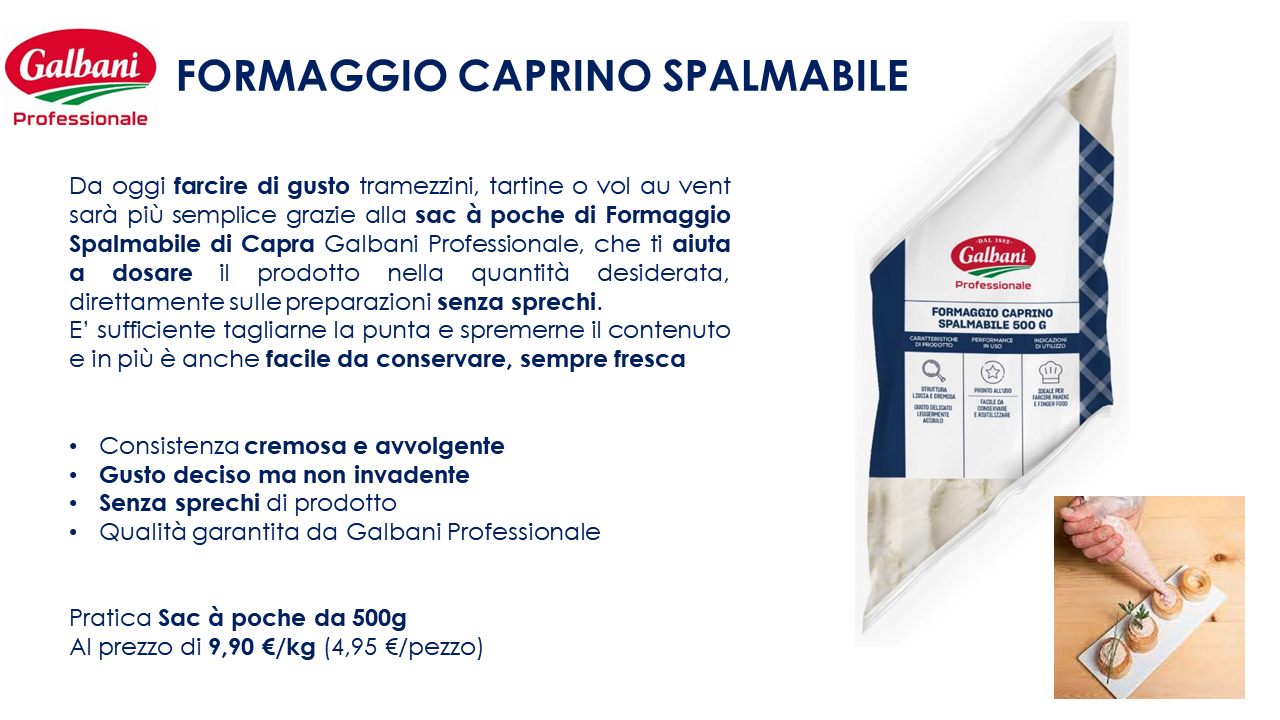 Galbani
Professionale
FORMAGGIO CAPRINO SPALMABILE
Da oggi farcire di gusto tramezzini, tartine o vol au vent
sarà più semplice grazie alla sac à poche di Formaggio
Spalmabile di Capra Galbani Professionale, che ti aiuta
a dosare il prodotto nella quantità desiderata,
direttamente sulle preparazioni senza sprechi.
E’ sufficiente tagliarne la punta e spremerne il contenuto
e in più è anche facile da conservare, sempre fresca
• Consistenza cremosa e avvolgente
• Gusto deciso ma non invadente
• Senza sprechi di prodotto
• Qualità garantita da Galbani Professionale
Pratica Sac à poche da 500g
Al prezzo di 9,90 €/kg (4,95 €/pezzo)
•DAL 1882•
Galbani
Professionale
FORMAGGIO CAPRINO
SPALMABILE 500 G
CARATTERISTICHE
DI PRODOTTO
PERFORMANCE
IN USO
INDICAZIONI
DI UTILIZZO
STRUTTURA
LISCIA E CREMOSA
GUSTO DELICATO
LEGGERMENTE
ACIDULO
PRONTO ALL'USO
FACILE DA
CONSERVARE
E RIUTILIZZARE
IDEALE PER
FARCIRE PANINI
E FINGER FOOD